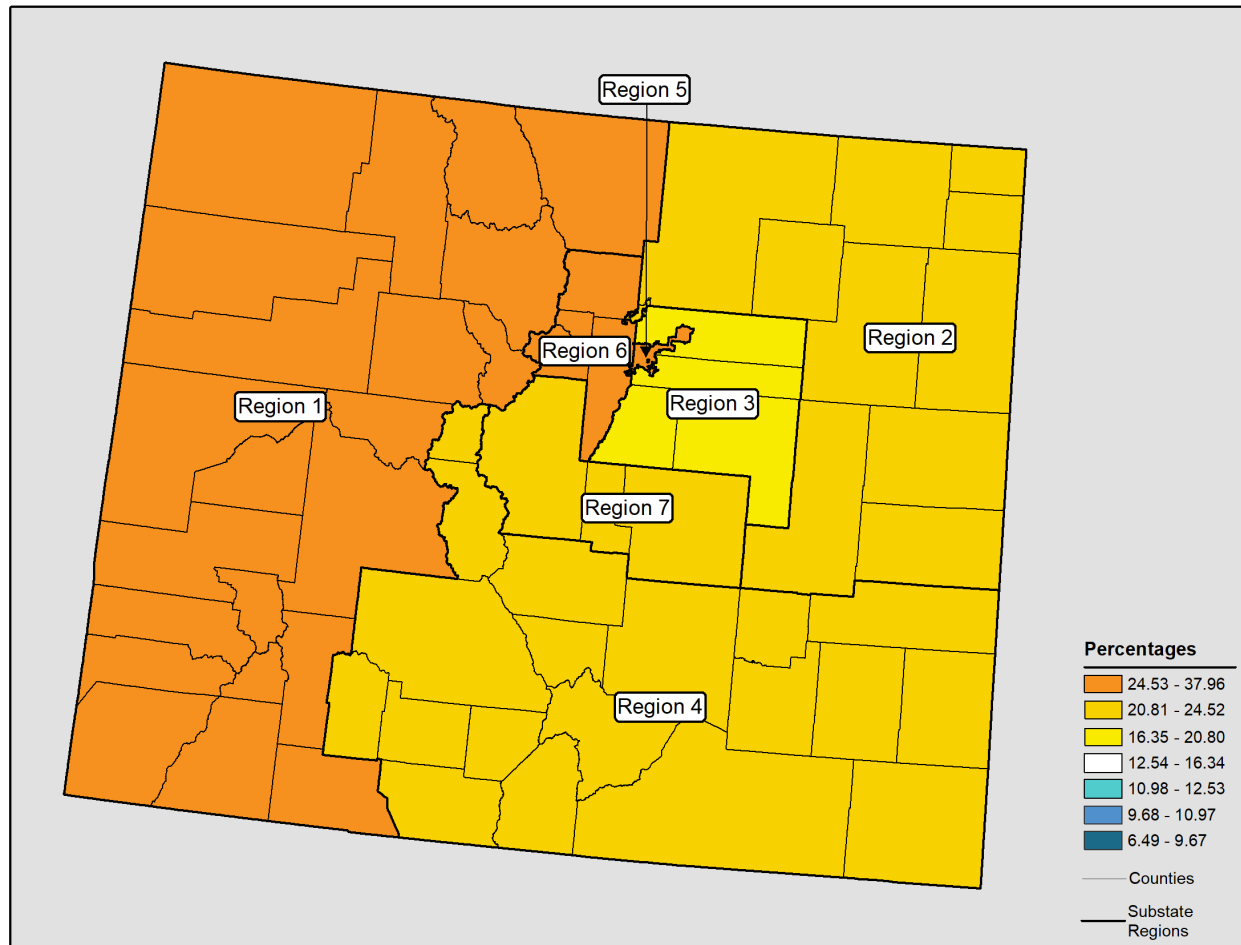 Region 5
Region 2
Region 6
Region 3
Region 1
Region 7
Region 4
Percentages
24.53 - 37.96
20.81 - 24.52
16.35 - 20.80
12.54 - 16.34
10.98 - 12.53
9.68 - 10.97
6.49 - 9.67
Counties
Substate
Regions